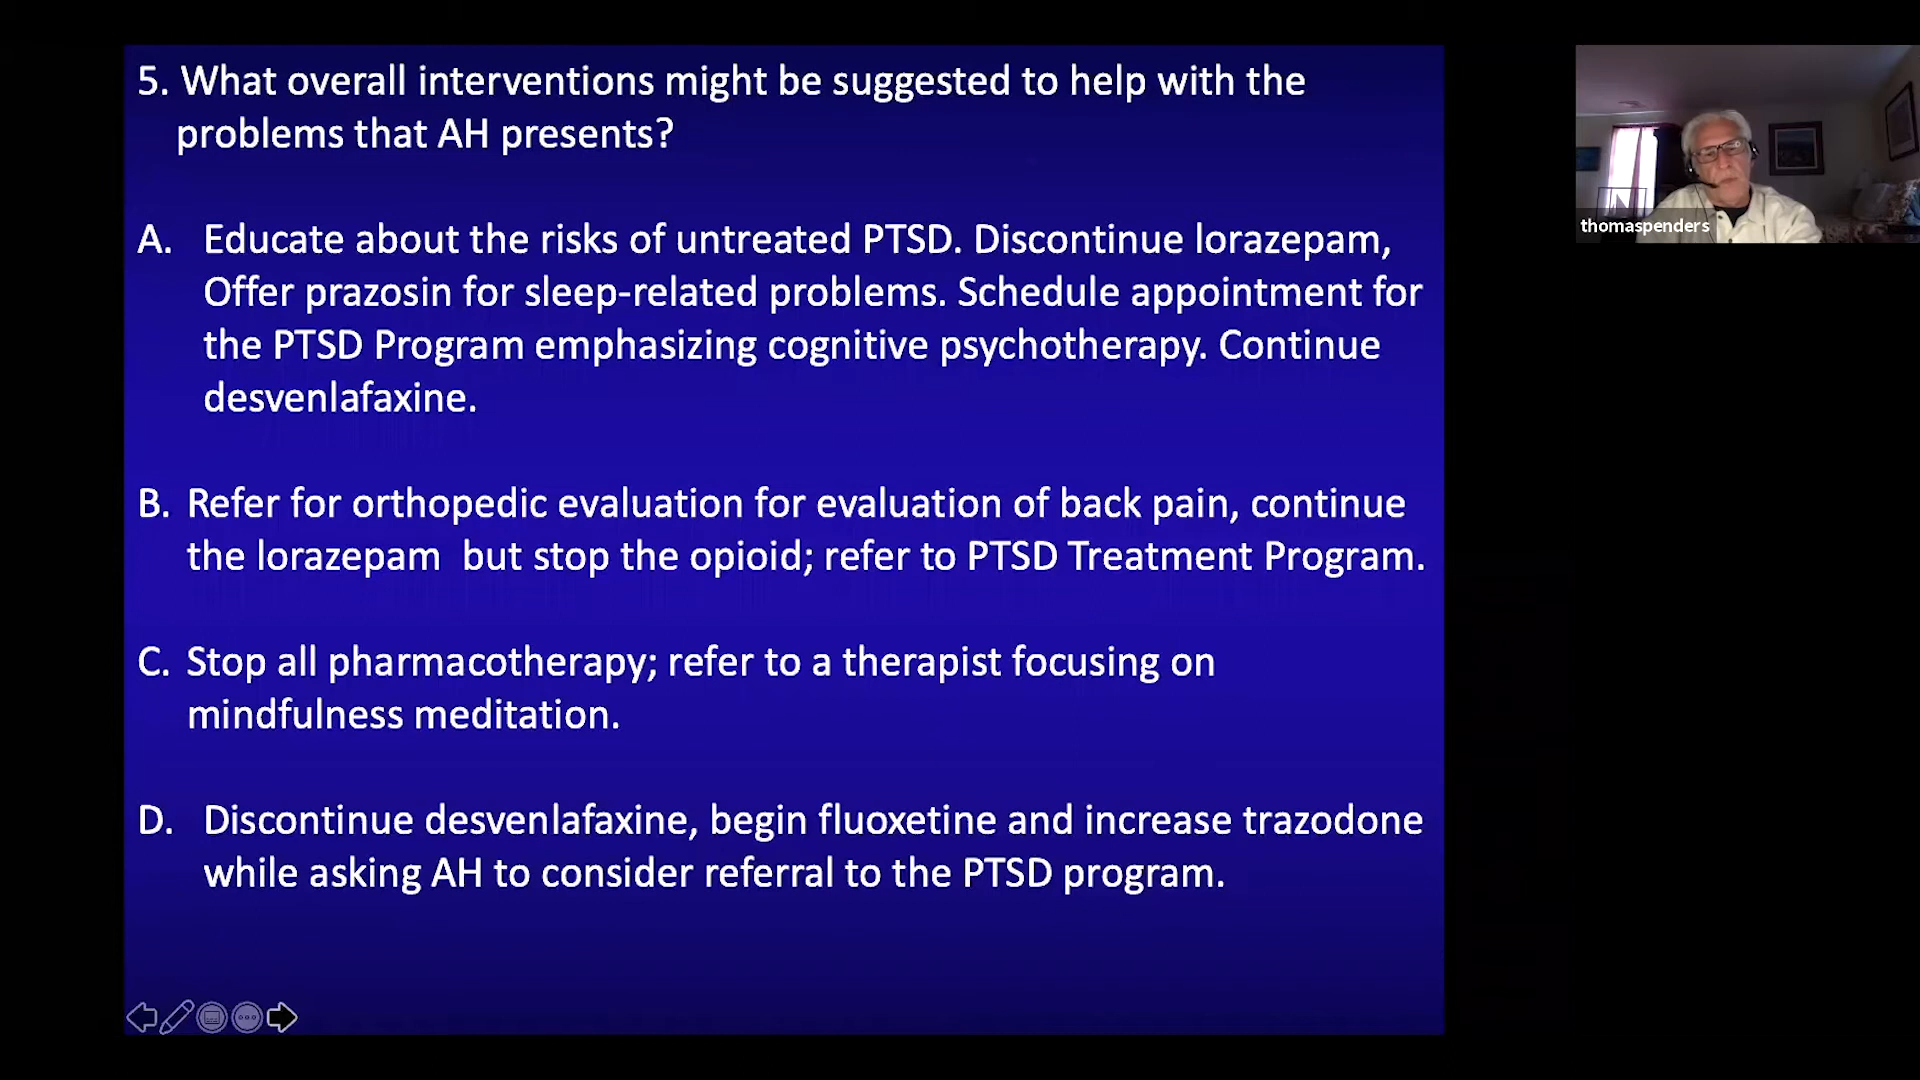 5. What overall interventions might be suggested to help with the
problems that AH presents?
A. Educate about the risks of untreated PTSD. Discontinue lorazepam,
Offer prazosin for sleep-related problems. Schedule appointment for
the PTSD Program emphasizing cognitive psychotherapy. Continue
desvenlafaxine.
B. Refer for orthopedic evaluation for evaluation of back pain, continue
the lorazepam  but stop the opioid; refer to PTSD Treatment Program.
C. Stop all pharmacotherapy; refer to a therapist focusing on
mindfulness meditation.
D. Discontinue desvenlafaxine, begin fluoxetine and increase trazodone
while asking AH to consider referral to the PTSD program.
thomaspenders